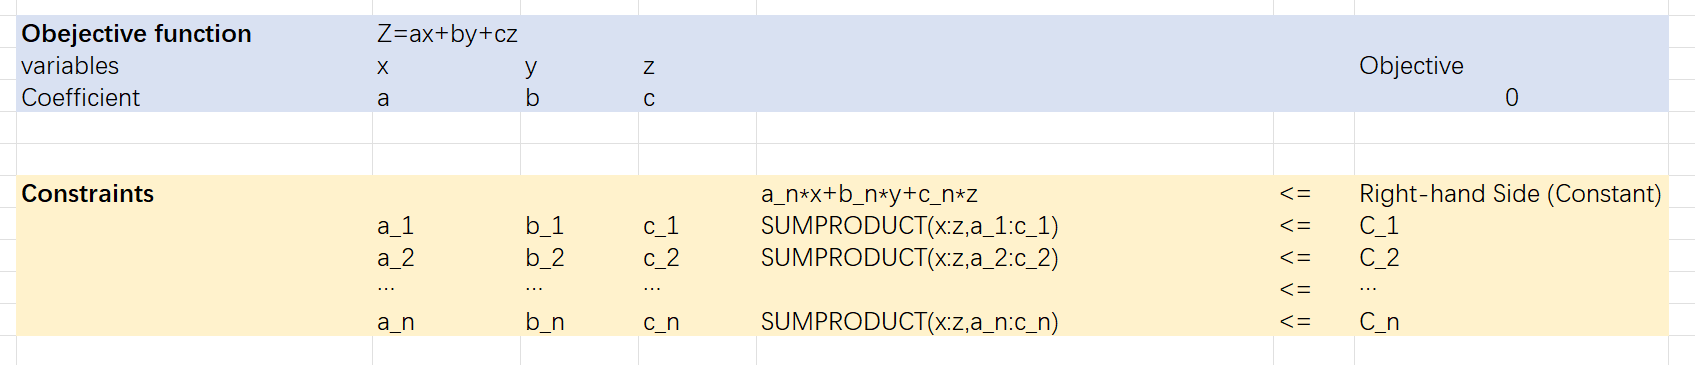 Obejective function Z=ax+by+cz
variables x y z Objective
Coefficient a b c 0
Constraints a_n*x+b_n*y+c_n*z <= Right-hand Side (Constant)
a_1 b_1 c_1 SUMPRODUCT(x:z,a_1:c_1) <= C_1
a_2 b_2 c_2 SUMPRODUCT(x:z,a_2:c_2) <= C_2
... ... ... <= ...
a_n b_n c_n SUMPRODUCT(x:z,a_n:c_n) <= C_n